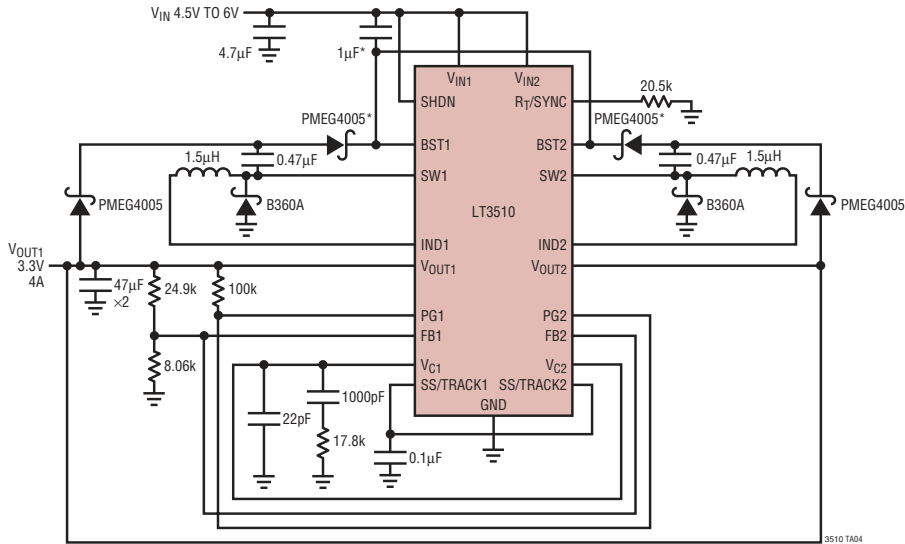 VIN 4.5V TO 6V
4.7µF
1µF*
VIN1
VIN2
SHDN
RT/SYNC
20.5k
PMEG4005*
PMEG4005*
BST1
BST2
1.5µH
0.47µF
0.47µF
1.5µH
SW1
SW2
PMEG4005
B360A
LT3510
B360A
PMEG4005
IND1
IND2
VOUT1
3.3V
4A
VOUT1
VOUT2
47µF
×2
24.9k
100k
PG1
PG2
FB1
FB2
8.06k
VC1
VC2
SS/TRACK1
SS/TRACK2
1000pF
GND
22pF
17.8k
0.1µF
3510 TA04